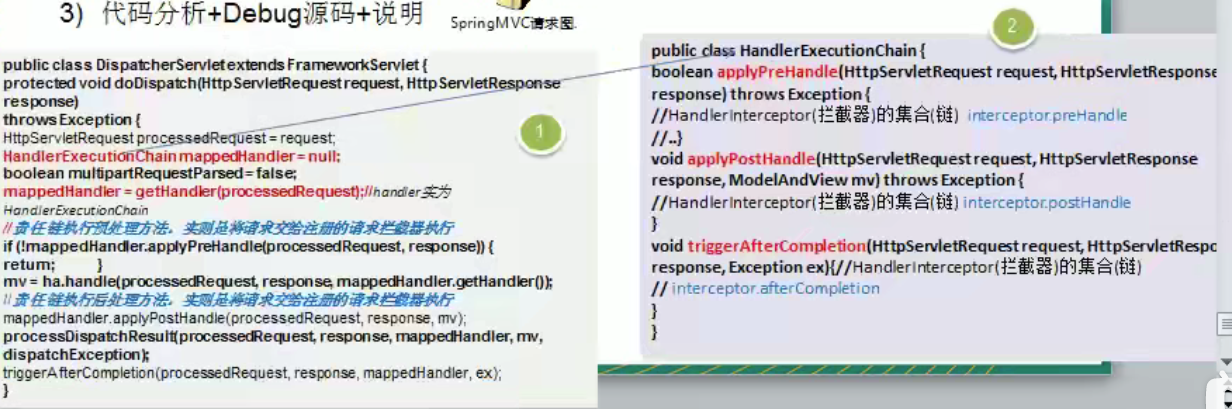 3) 代码分析+Debug源码+说明
SpringMVC请求图.
1
public class DispatcherServlet extends FrameworkServlet {
protected void doDispatch(HttpServletRequest request, HttpServletResponse
response)
throws Exception {
HttpServletRequest processedRequest = request;
HandlerExecutionChain mappedHandler = null;
boolean multipartRequestParsed = false;
mappedHandler = getHandler(processedRequest);//handler实为
HandlerExecutionChain
//责任链执行预处理方法，实则是将请求交给注册的请求拦截器执行
if (!mappedHandler.applyPreHandle(processedRequest, response)) {
return; }
mv = ha.handle(processedRequest, response, mappedHandler.getHandler());
//责任链执行后处理方法，实则是将请求交给注册的请求拦截器执行
mappedHandler.applyPostHandle(processedRequest, response, mv);
processDispatchResult(processedRequest, response, mappedHandler, mv,
dispatchException);
triggerAfterCompletion(processedRequest, response, mappedHandler, ex);
}
2
public class HandlerExecutionChain {
boolean applyPreHandle(HttpServletRequest request, HttpServletResponse
response) throws Exception {
//HandlerInterceptor(拦截器)的集合(链) interceptor.preHandle
//..}
void applyPostHandle(HttpServletRequest request, HttpServletResponse
response, ModelAndView mv) throws Exception {
//HandlerInterceptor(拦截器)的集合(链) interceptor.postHandle
}
void triggerAfterCompletion(HttpServletRequest request, HttpServletRespo
response, Exception ex){//HandlerInterceptor(拦截器)的集合(链)
// interceptor.afterCompletion
}
}